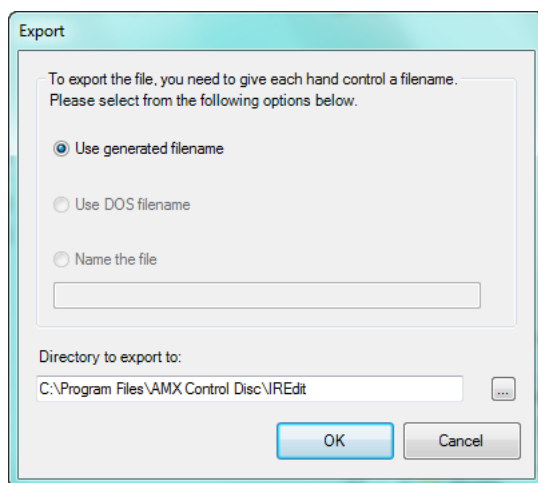 Export
To export the file, you need to give each hand control a filename.
Please select from the following options below.
Use generated filename
Use DOS filename
Name the file
Directory to export to:
C:\Program Files\AMX Control Disc\IREdit
...
OK
Cancel